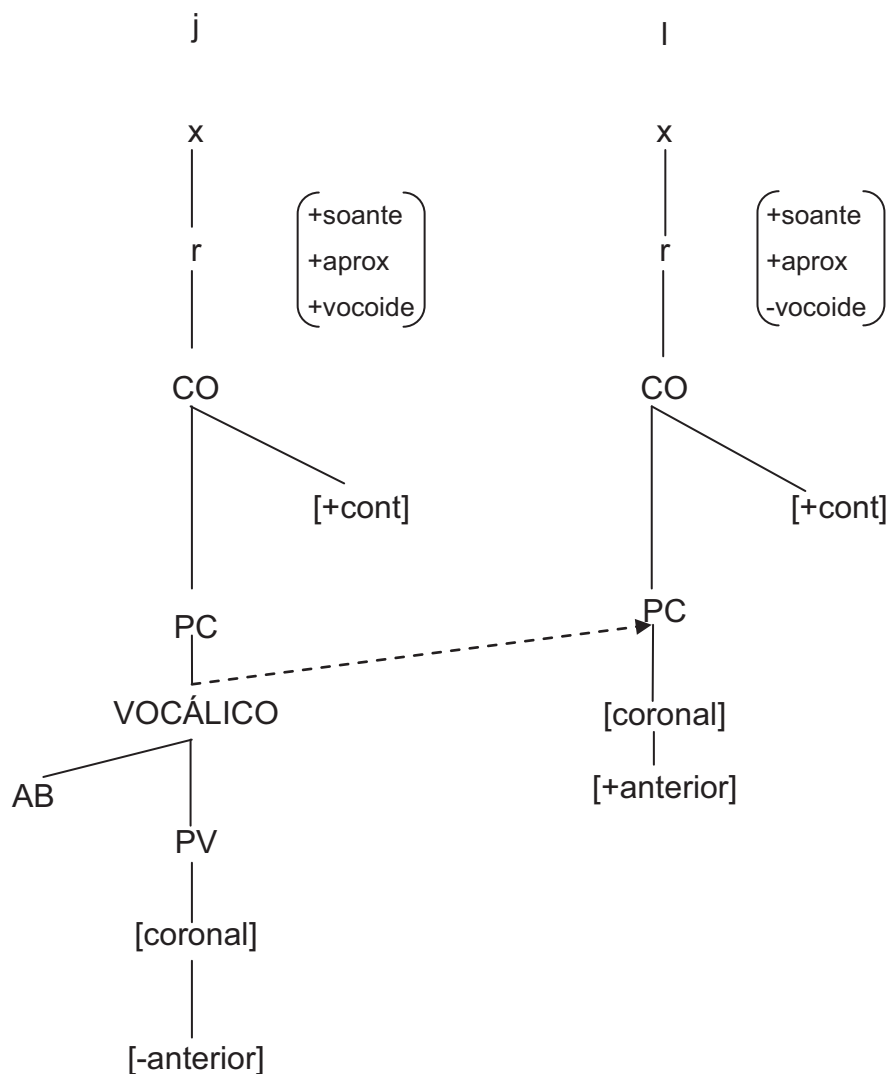 j l
x x
+soante +soante
r +aprox r +aprox
+vocoide -vocoide
CO CO
[+cont] [+cont]
PC PC
VOCÁLICO [coronal]
AB [+anterior]
PV
[coronal]
[-anterior]